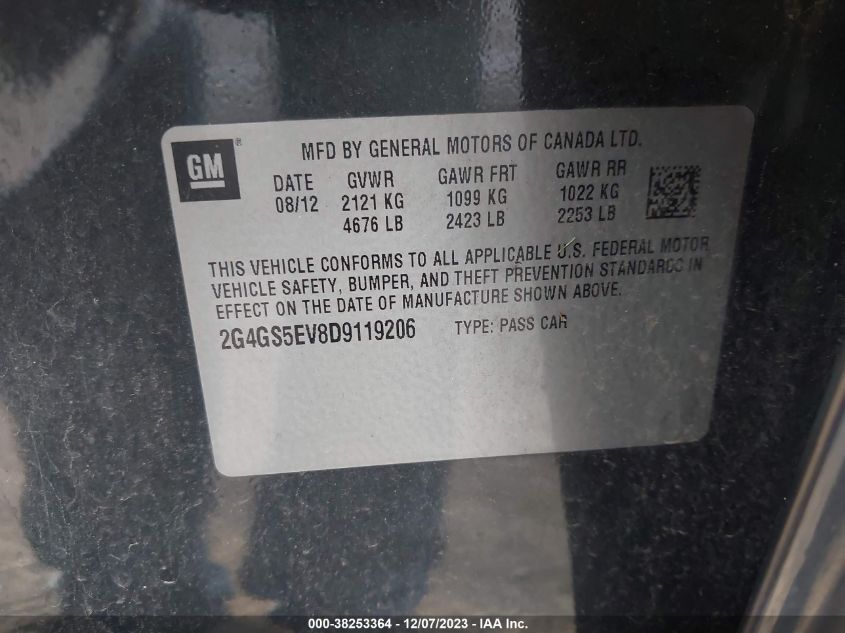 GM®
MFD BY GENERAL MOTORS OF CANADA LTD.
DATE GVWR GAWR FRT GAWR RR
08/12 2121 KG 1099 KG 1022 KG
4676 LB 2423 LB 2253 LB
THIS VEHICLE CONFORMS TO ALL APPLICABLE U.S. FEDERAL MOTOR
VEHICLE SAFETY, BUMPER, AND THEFT PREVENTION STANDARDS IN
EFFECT ON THE DATE OF MANUFACTURE SHOWN ABOVE.
2G4GS5EV8D9119206 TYPE: PASS CAR
000-38253364 - 12/07/2023 - IAA Inc.